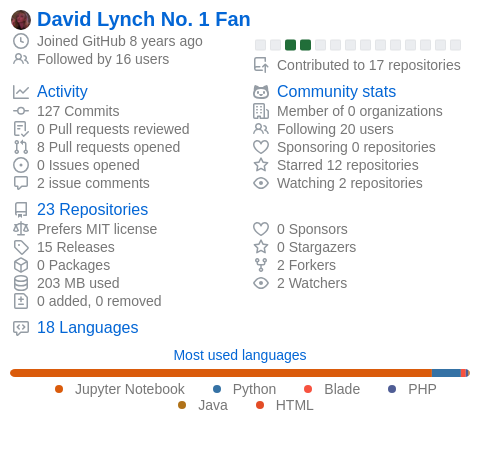 David Lynch No. 1 Fan
Joined GitHub 8 years ago
Followed by 16 users
Contributed to 17 repositories
Activity
127 Commits
0 Pull requests reviewed
8 Pull requests opened
0 Issues opened
2 issue comments
Community stats
Member of 0 organizations
Following 20 users
Sponsoring 0 repositories
Starred 12 repositories
Watching 2 repositories
23 Repositories
Prefers MIT license
15 Releases
0 Packages
203 MB used
0 added, 0 removed
0 Sponsors
0 Stargazers
2 Forkers
2 Watchers
18 Languages
Most used languages
Jupyter Notebook Python Blade PHP
Java HTML